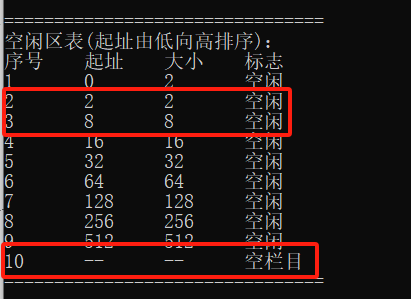 ================================
空闲区表(起址由低向高排序):
序号 起址 大小 标志
1 0 2 空闲
2 2 2 空闲
3 8 8 空闲
4 16 16 空闲
5 32 32 空闲
6 64 64 空闲
7 128 128 空闲
8 256 256 空闲
9 512 512 空闲
10 -- -- 空栏目
================================